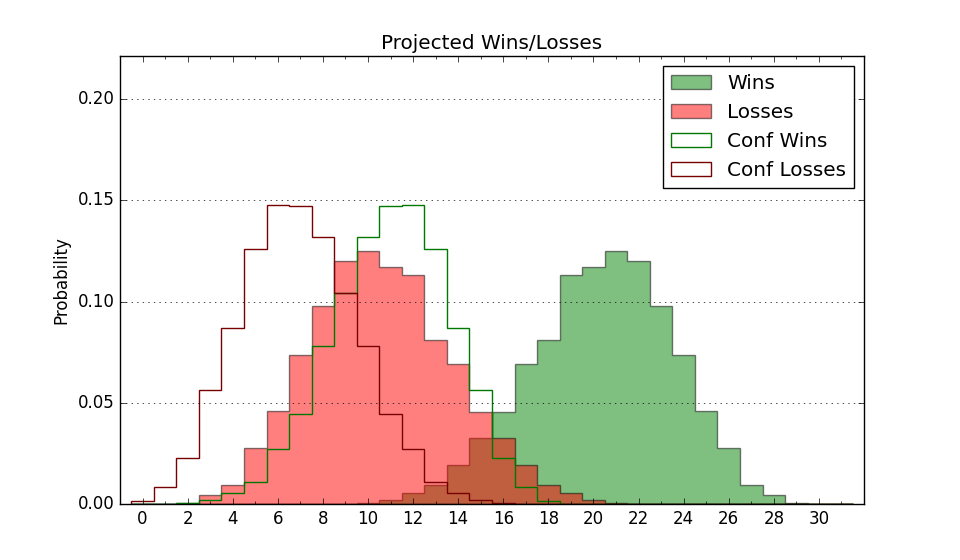 Projected Wins/Losses
Wins
Losses
Conf Wins
Conf Losses
Probability
0.20
0.15
0.10
0.05
0.00
0 2 4 6 8 10 12 14 16 18 20 22 24 26 28 30